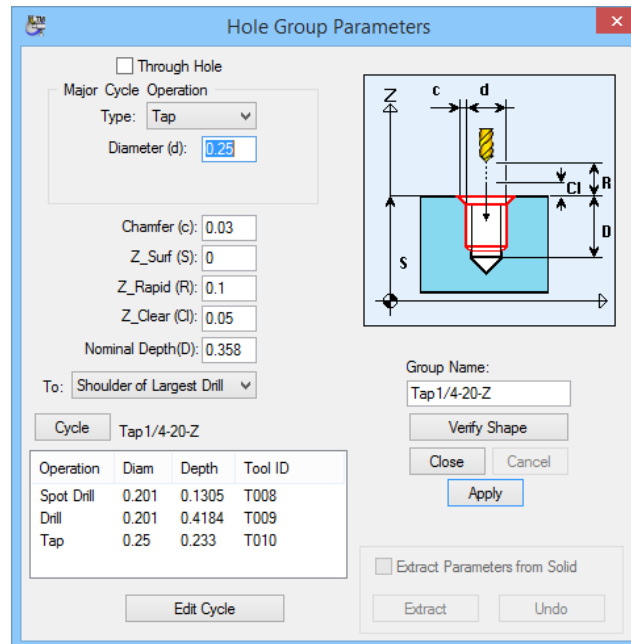 Hole Group Parameters
Through Hole
Major Cycle Operation
Type: Tap
Diameter (d): 0.25
Chamfer (c): 0.03
Z_Surf (S): 0
Z_Rapid (R): 0.1
Z_Clear (Cl): 0.05
Nominal Depth(D): 0.358
To: Shoulder of Largest Drill
Cycle Tap1/4-20-Z
Operation Diam Depth Tool ID
Spot Drill 0.201 0.1305 T008
Drill 0.201 0.4184 T009
Tap 0.25 0.233 T010
Edit Cycle
Z c d
Cl R
D
S
Group Name:
Tap1/4-20-Z
Verify Shape
Close Cancel
Apply
Extract Parameters from Solid
Extract Undo